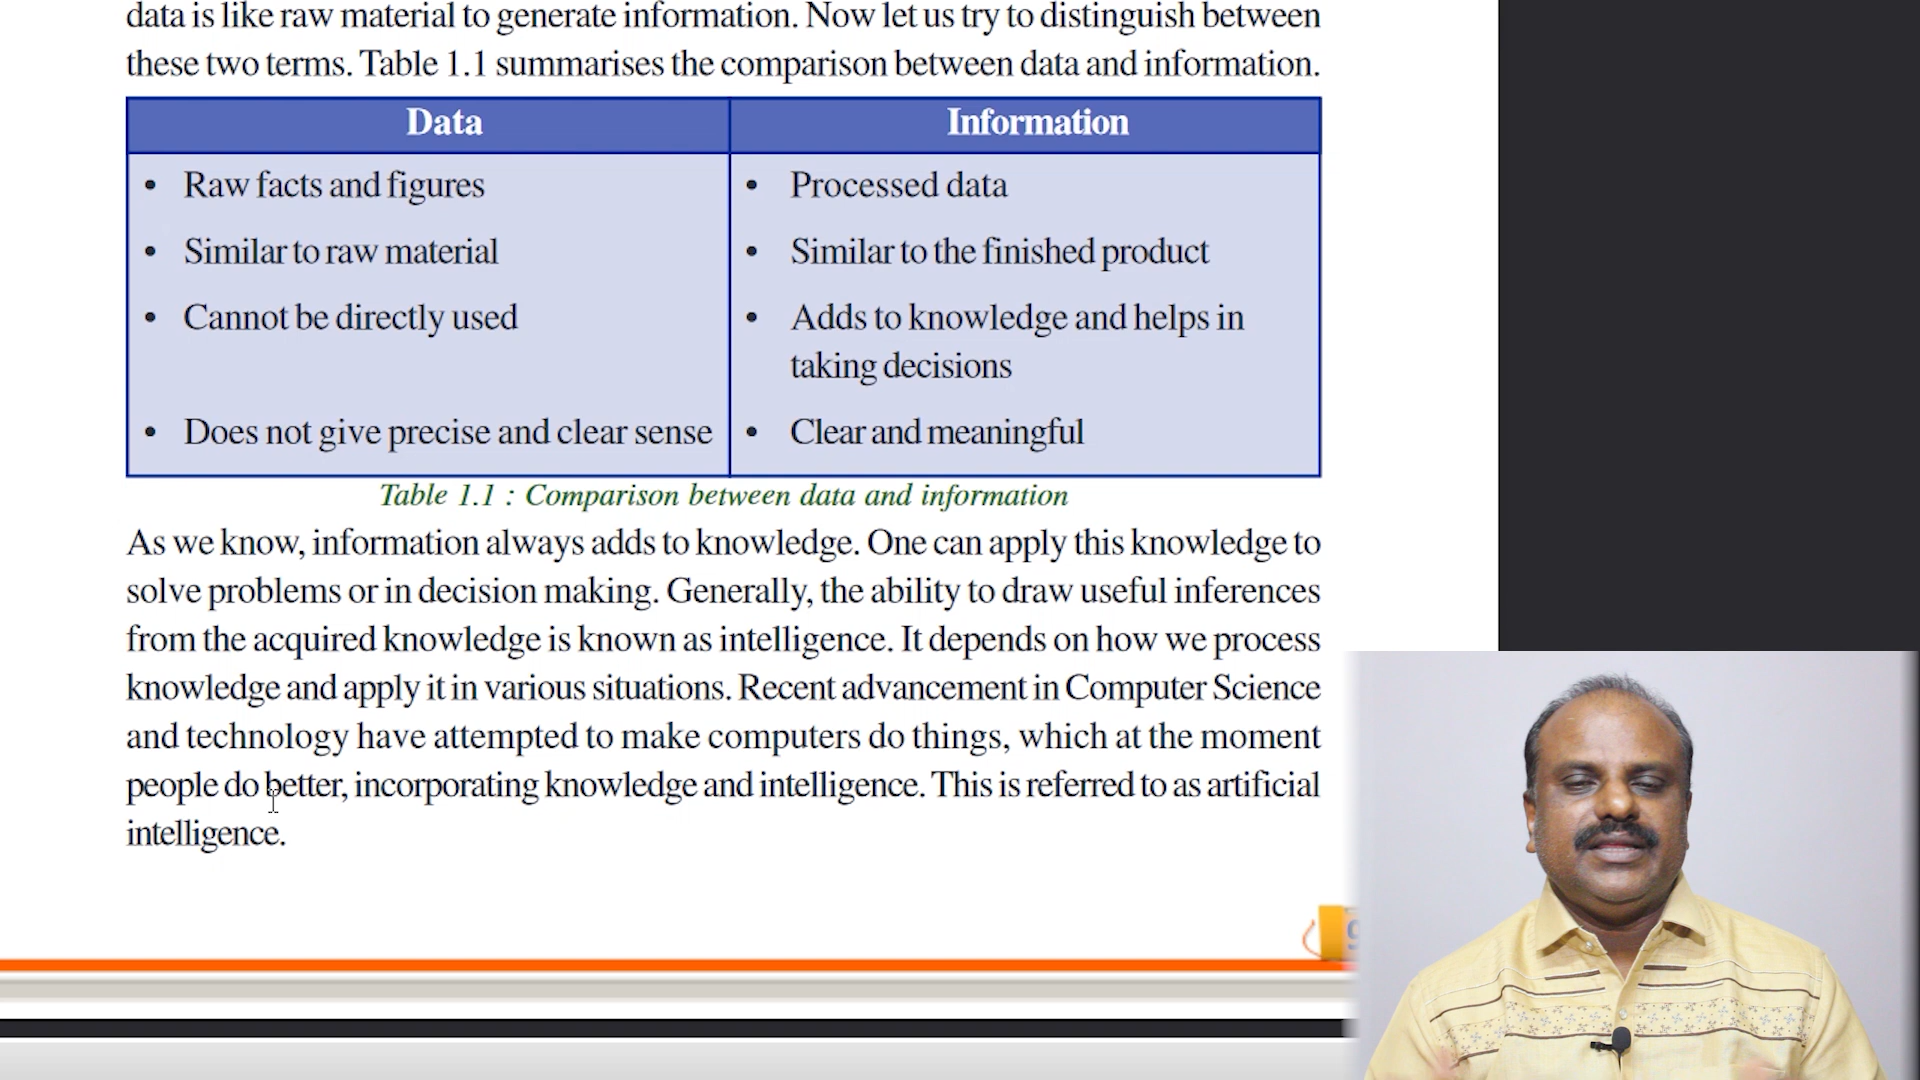 data is like raw material to generate information. Now let us try to distinguish between
these two terms. Table 1.1 summarises the comparison between data and information.
Data
Information
• Raw facts and figures
• Processed data
• Similar to raw material
• Similar to the finished product
• Cannot be directly used
• Adds to knowledge and helps in
taking decisions
• Does not give precise and clear sense
• Clear and meaningful
Table 1.1 : Comparison between data and information
As we know, information always adds to knowledge. One can apply this knowledge to
solve problems or in decision making. Generally, the ability to draw useful inferences
from the acquired knowledge is known as intelligence. It depends on how we process
knowledge and apply it in various situations. Recent advancement in Computer Science
and technology have attempted to make computers do things, which at the moment
people do better, incorporating knowledge and intelligence. This is referred to as artificial
intelligence.